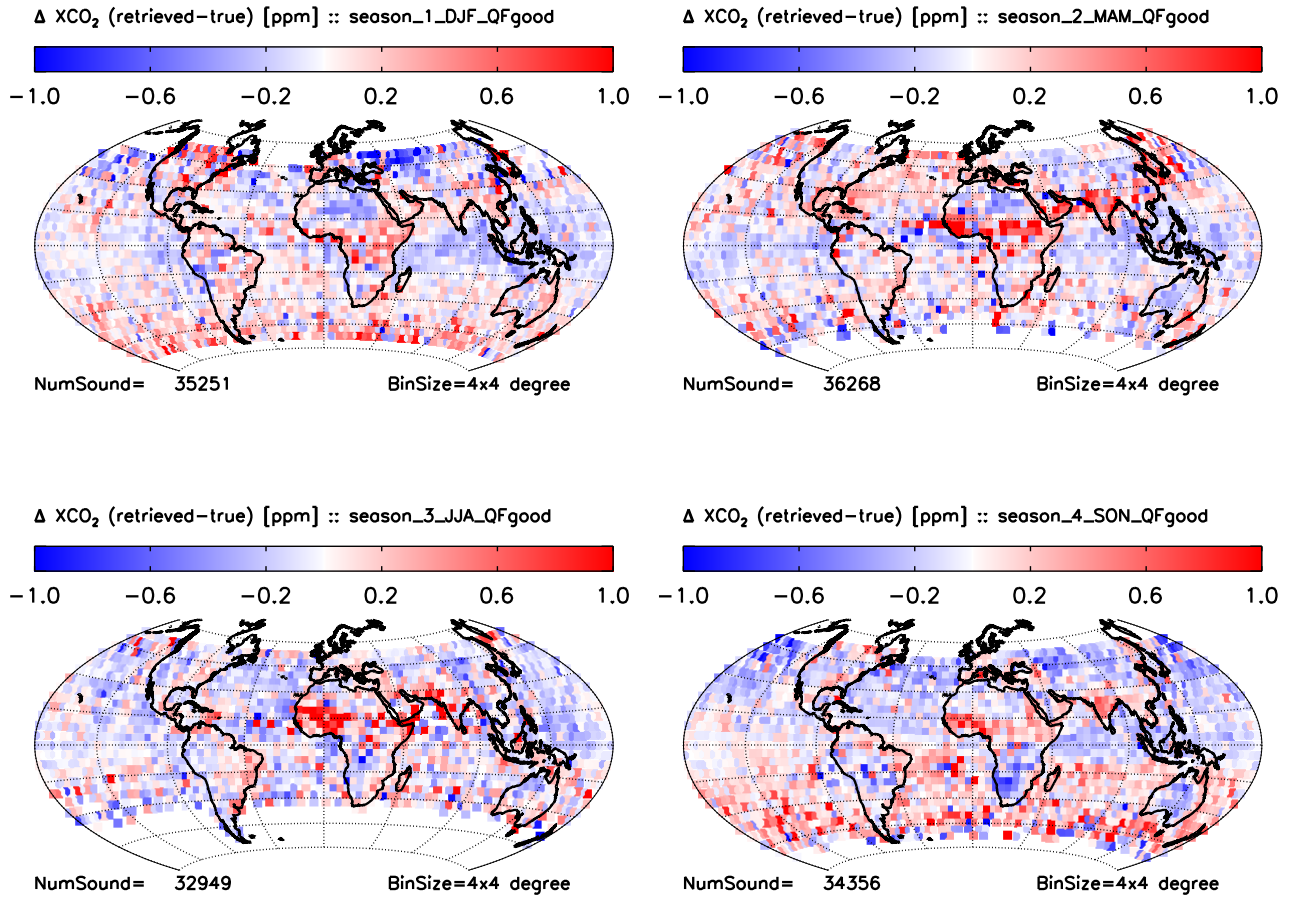 Δ XCO₂ (retrieved-true) [ppm] :: season_1_DJF_QFgood
−1.0 −0.6 −0.2 0.2 0.6 1.0
NumSound= 35251 BinSize=4x4 degree
Δ XCO₂ (retrieved-true) [ppm] :: season_2_MAM_QFgood
−1.0 −0.6 −0.2 0.2 0.6 1.0
NumSound= 36268 BinSize=4x4 degree
Δ XCO₂ (retrieved-true) [ppm] :: season_3_JJA_QFgood
−1.0 −0.6 −0.2 0.2 0.6 1.0
NumSound= 32949 BinSize=4x4 degree
Δ XCO₂ (retrieved-true) [ppm] :: season_4_SON_QFgood
−1.0 −0.6 −0.2 0.2 0.6 1.0
NumSound= 34356 BinSize=4x4 degree